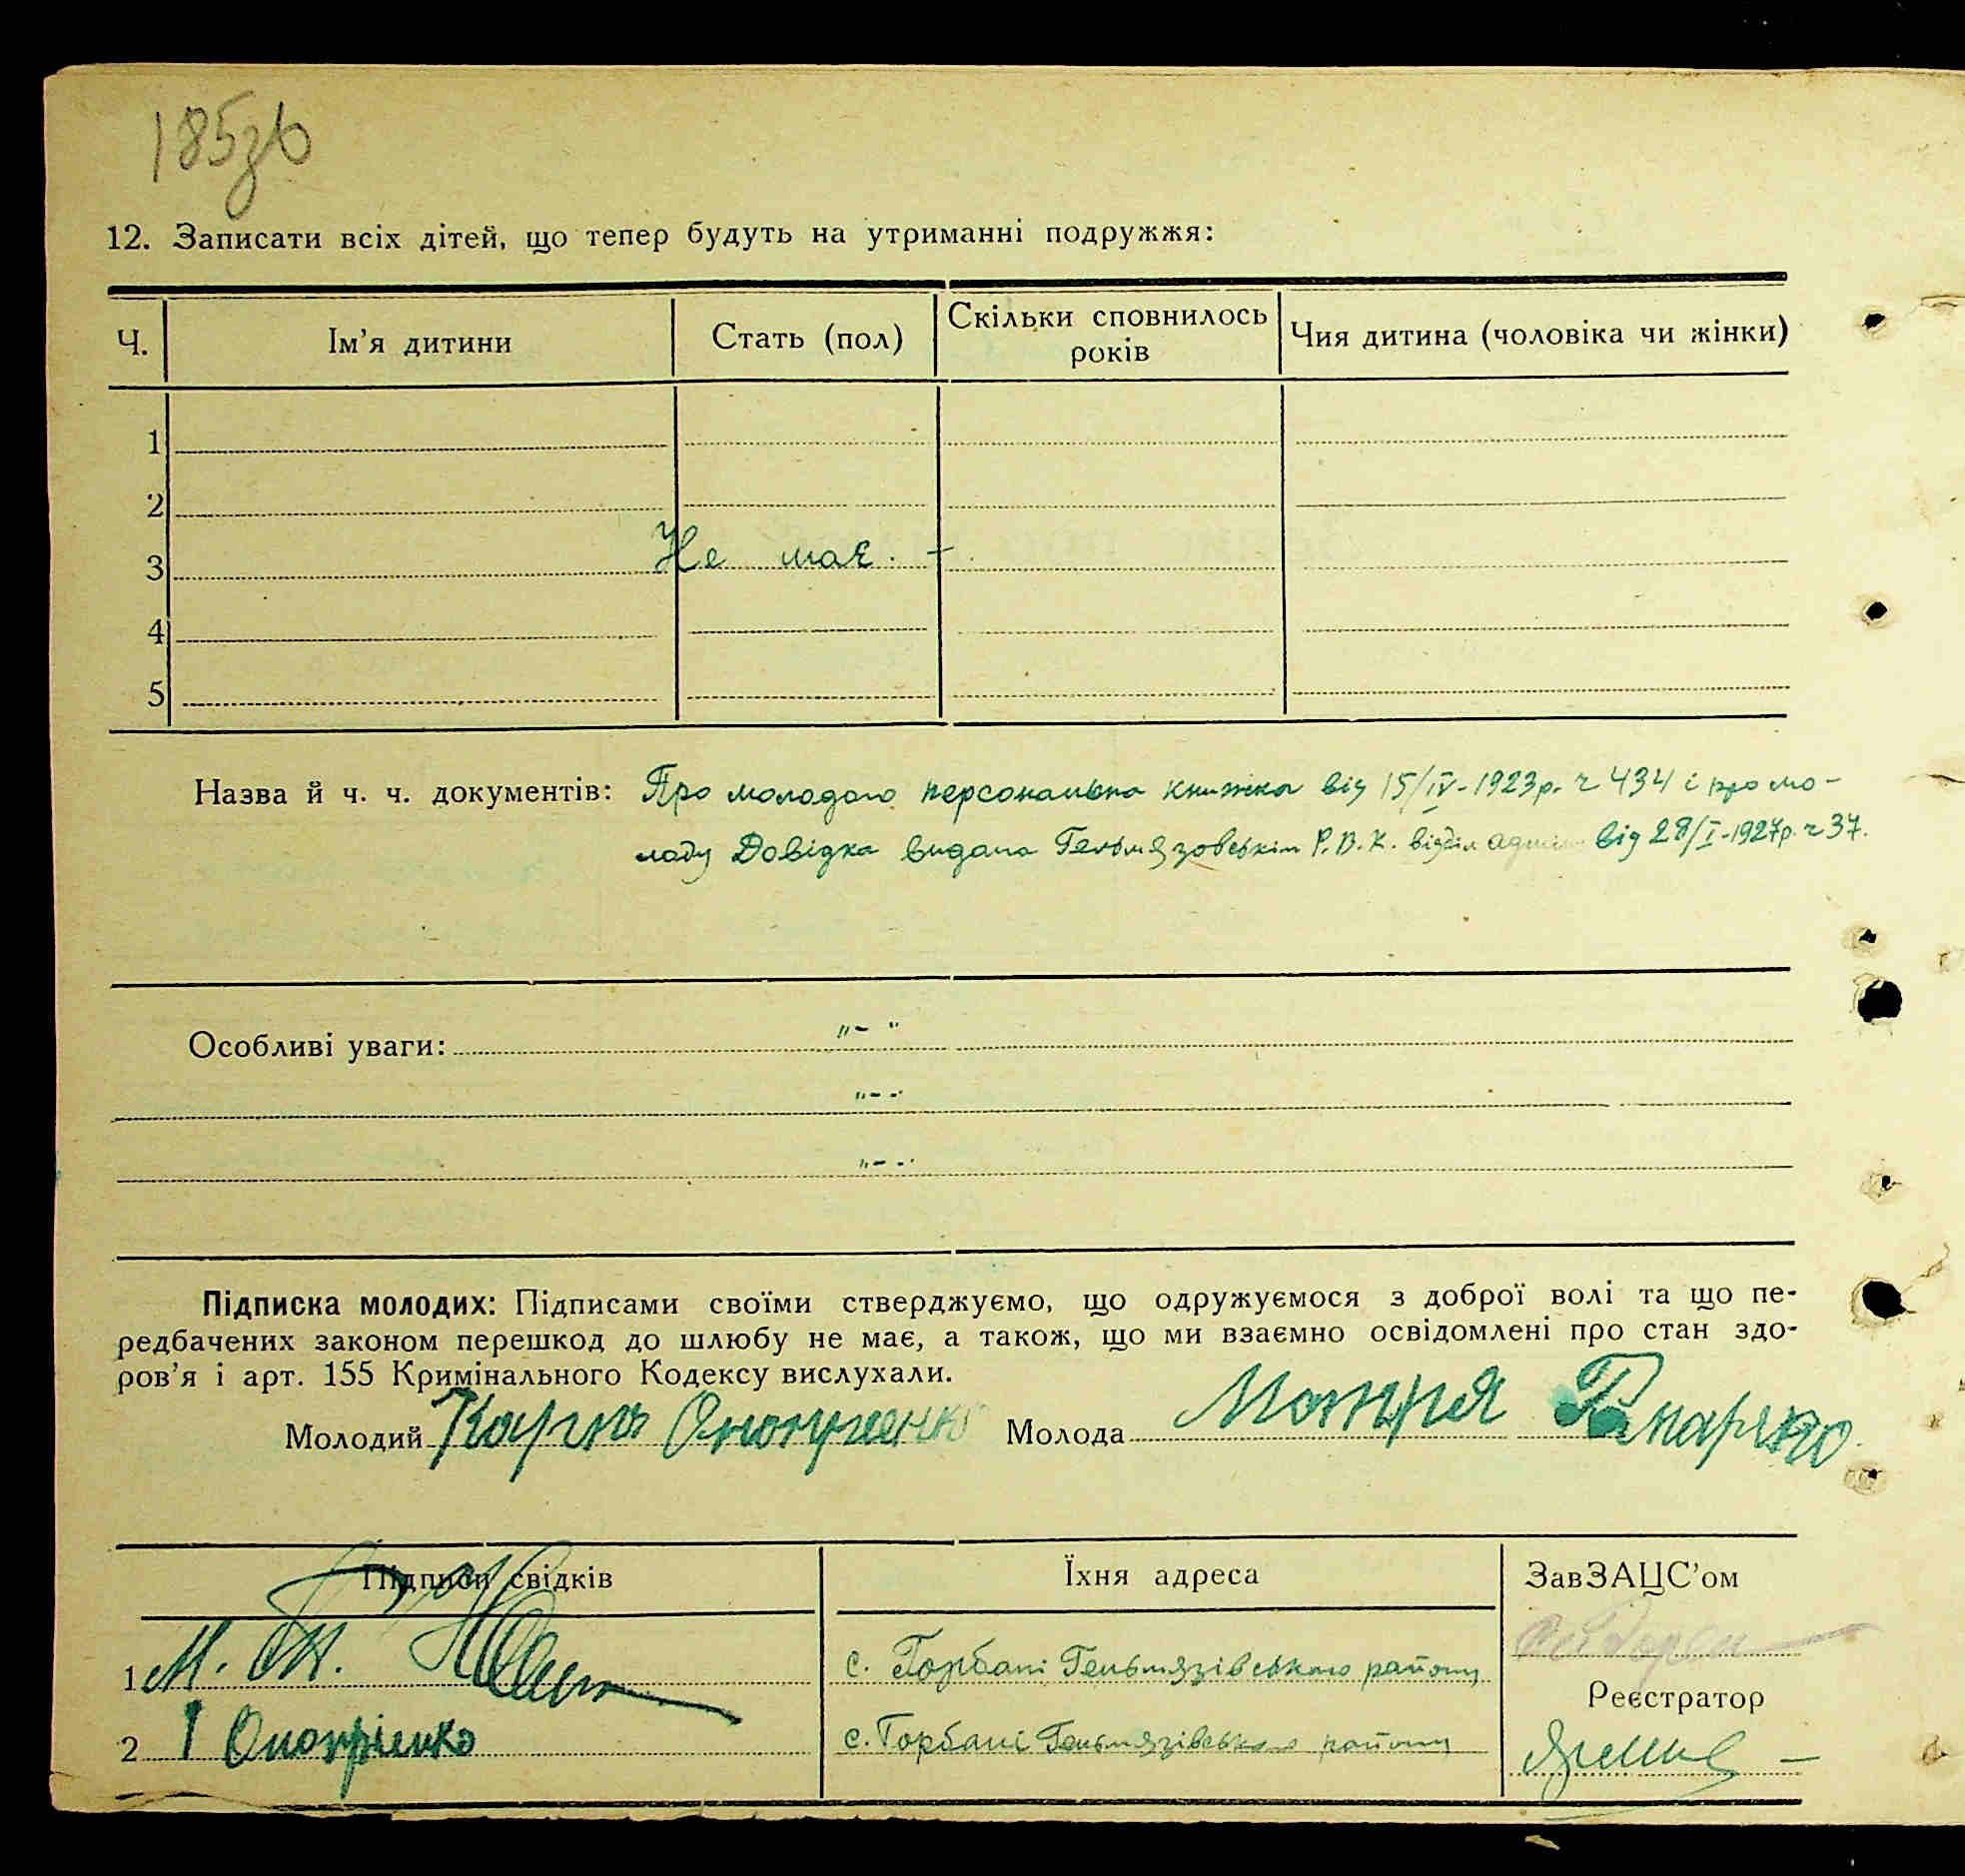 185зв
12. Записати всіх дітей, що тепер будуть на утриманні подружжя:
Ч. Ім’я дитини Стать (пол) Скільки сповнилось років Чия дитина (чоловіка чи жінки)
1
2
3 Не має. –
4
5
Назва й ч. ч. документів: Про молодого персональна книжка від 15/IV-1923р. ч 434 і про мо-
лоду Довідка видана Гельмязовським Р.В.К. відділ від 28/I-1927р. ч 37.
Особливі уваги: „– “
„– –
„– –
Підписка молодих: Підписами своїми стверджуємо, що одружуємося з доброї волі та що пе-
редбачених законом перешкод до шлюбу не має, а також, що ми взаємно освідомлені про стан здо-
ров’я і арт. 155 Кримінального Кодексу вислухали.
Молодий Карпо Молода Мотря
Підписи свідків Їхня адреса ЗавЗАЦС’ом
1 М. с. Горбані Гельмязівського району
Реєстратор
2 І Оноприенко с. Горбані Гельмязівського району